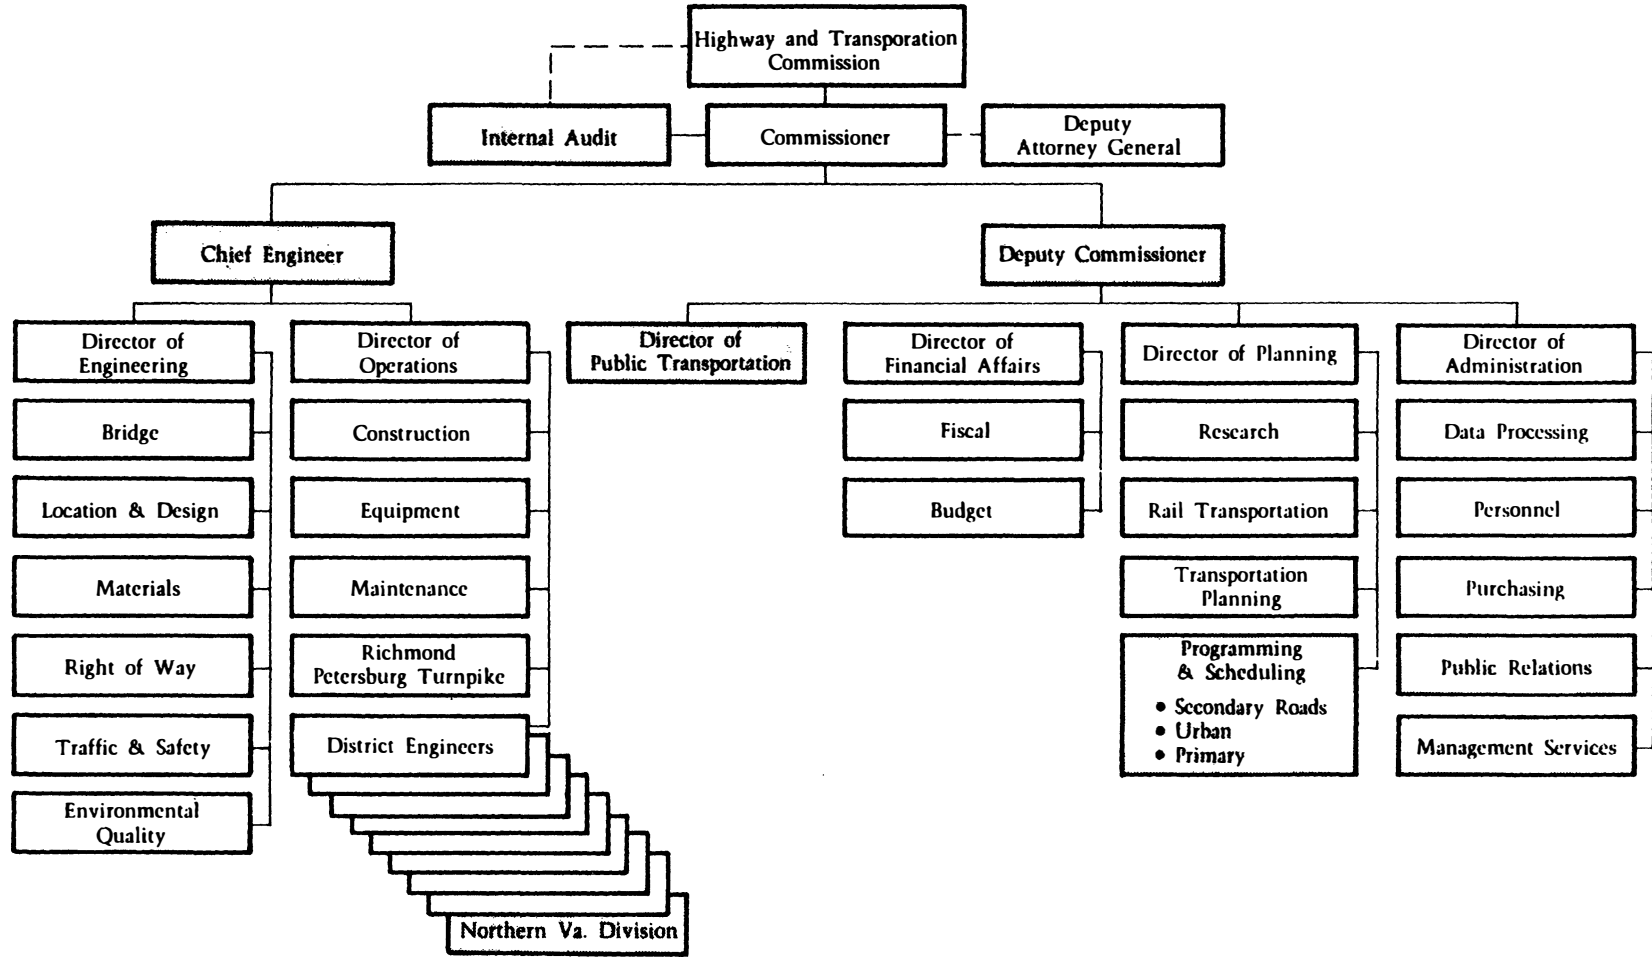 Highway and Transporation
Commission
Internal Audit
Commissioner
Deputy
Attorney General
Chief Engineer
Deputy Commissioner
Director of
Engineering
Director of
Operations
Director of
Public Transportation
Director of
Financial Affairs
Director of Planning
Director of
Administration
Bridge
Construction
Fiscal
Research
Data Processing
Location & Design
Equipment
Budget
Rail Transportation
Personnel
Materials
Maintenance
Transportation
Planning
Purchasing
Right of Way
Richmond
Petersburg Turnpike
Programming
& Scheduling
• Secondary Roads
• Urban
• Primary
Public Relations
Traffic & Safety
District Engineers
Management Services
Environmental
Quality
Northern Va. Division